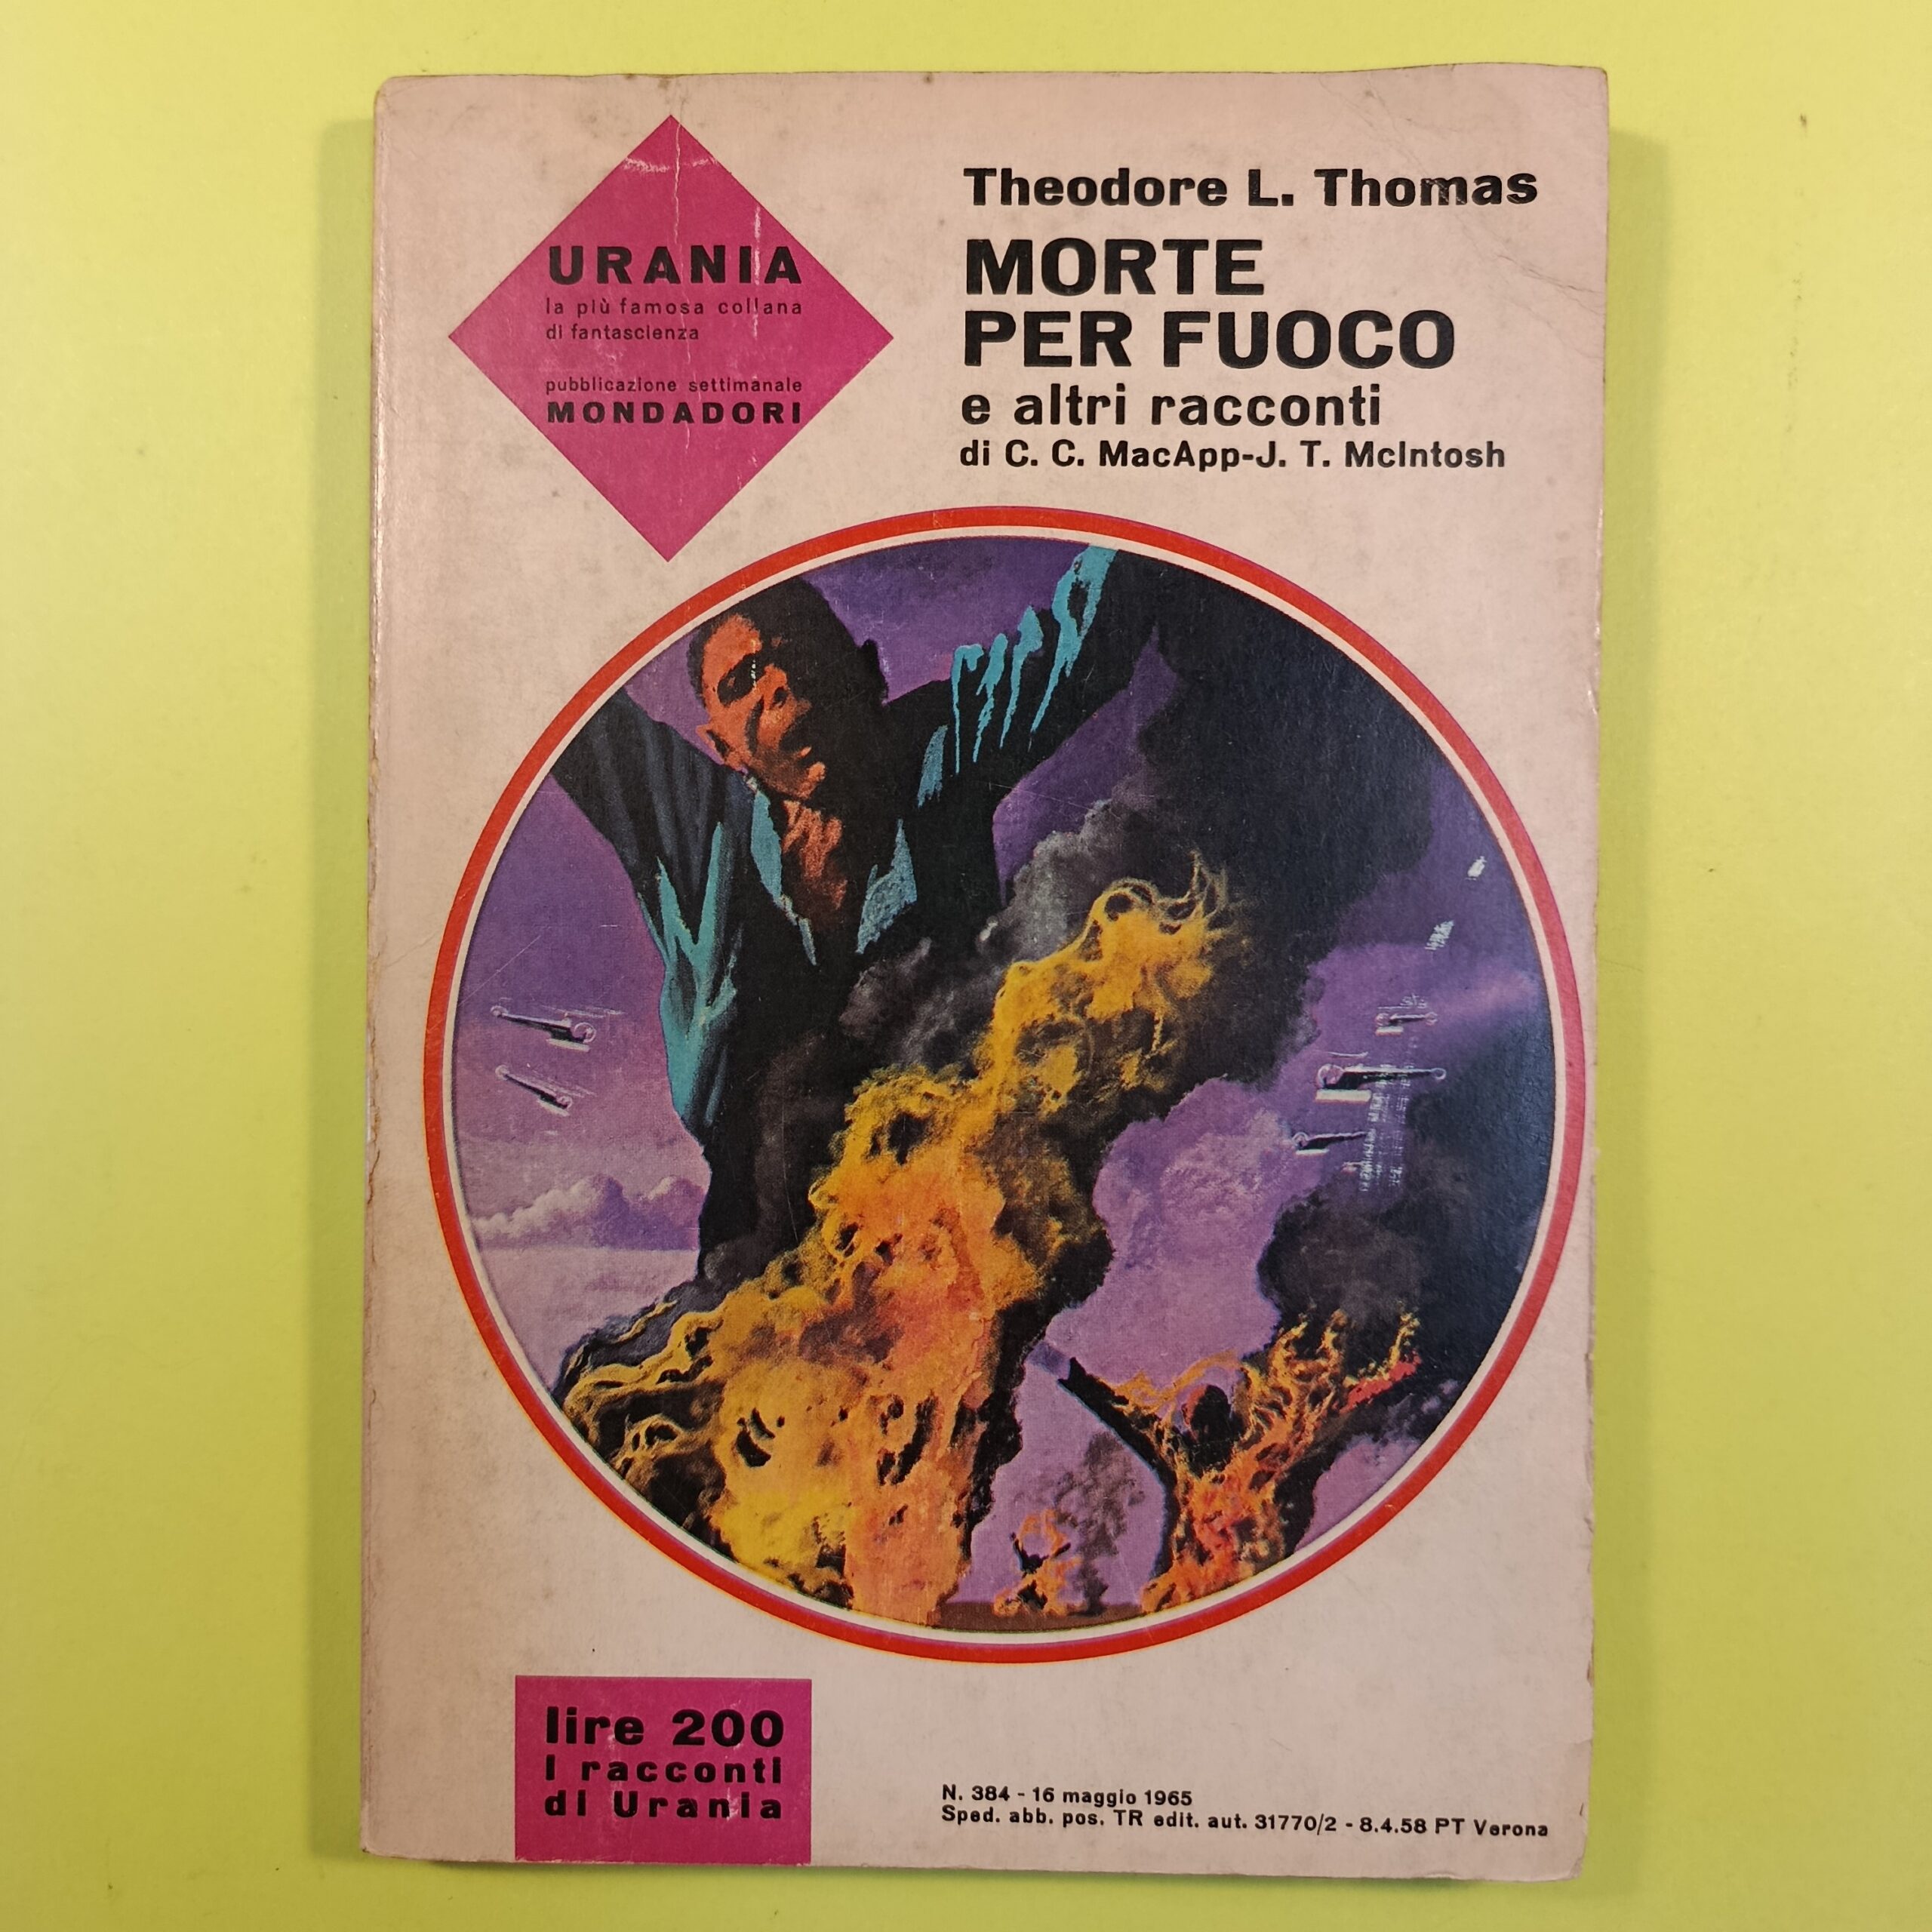 URANIA
la più famosa collana
di fantascienza
pubblicazione settimanale
MONDADORI
Theodore L. Thomas
MORTE
PER FUOCO
e altri racconti
di C. C. MacApp-J. T. McIntosh
lire 200
I racconti
di Urania
N. 384 - 16 maggio 1965
Sped. abb. pos. TR edit. aut. 31770/2 - 8.4.58 PT Verona